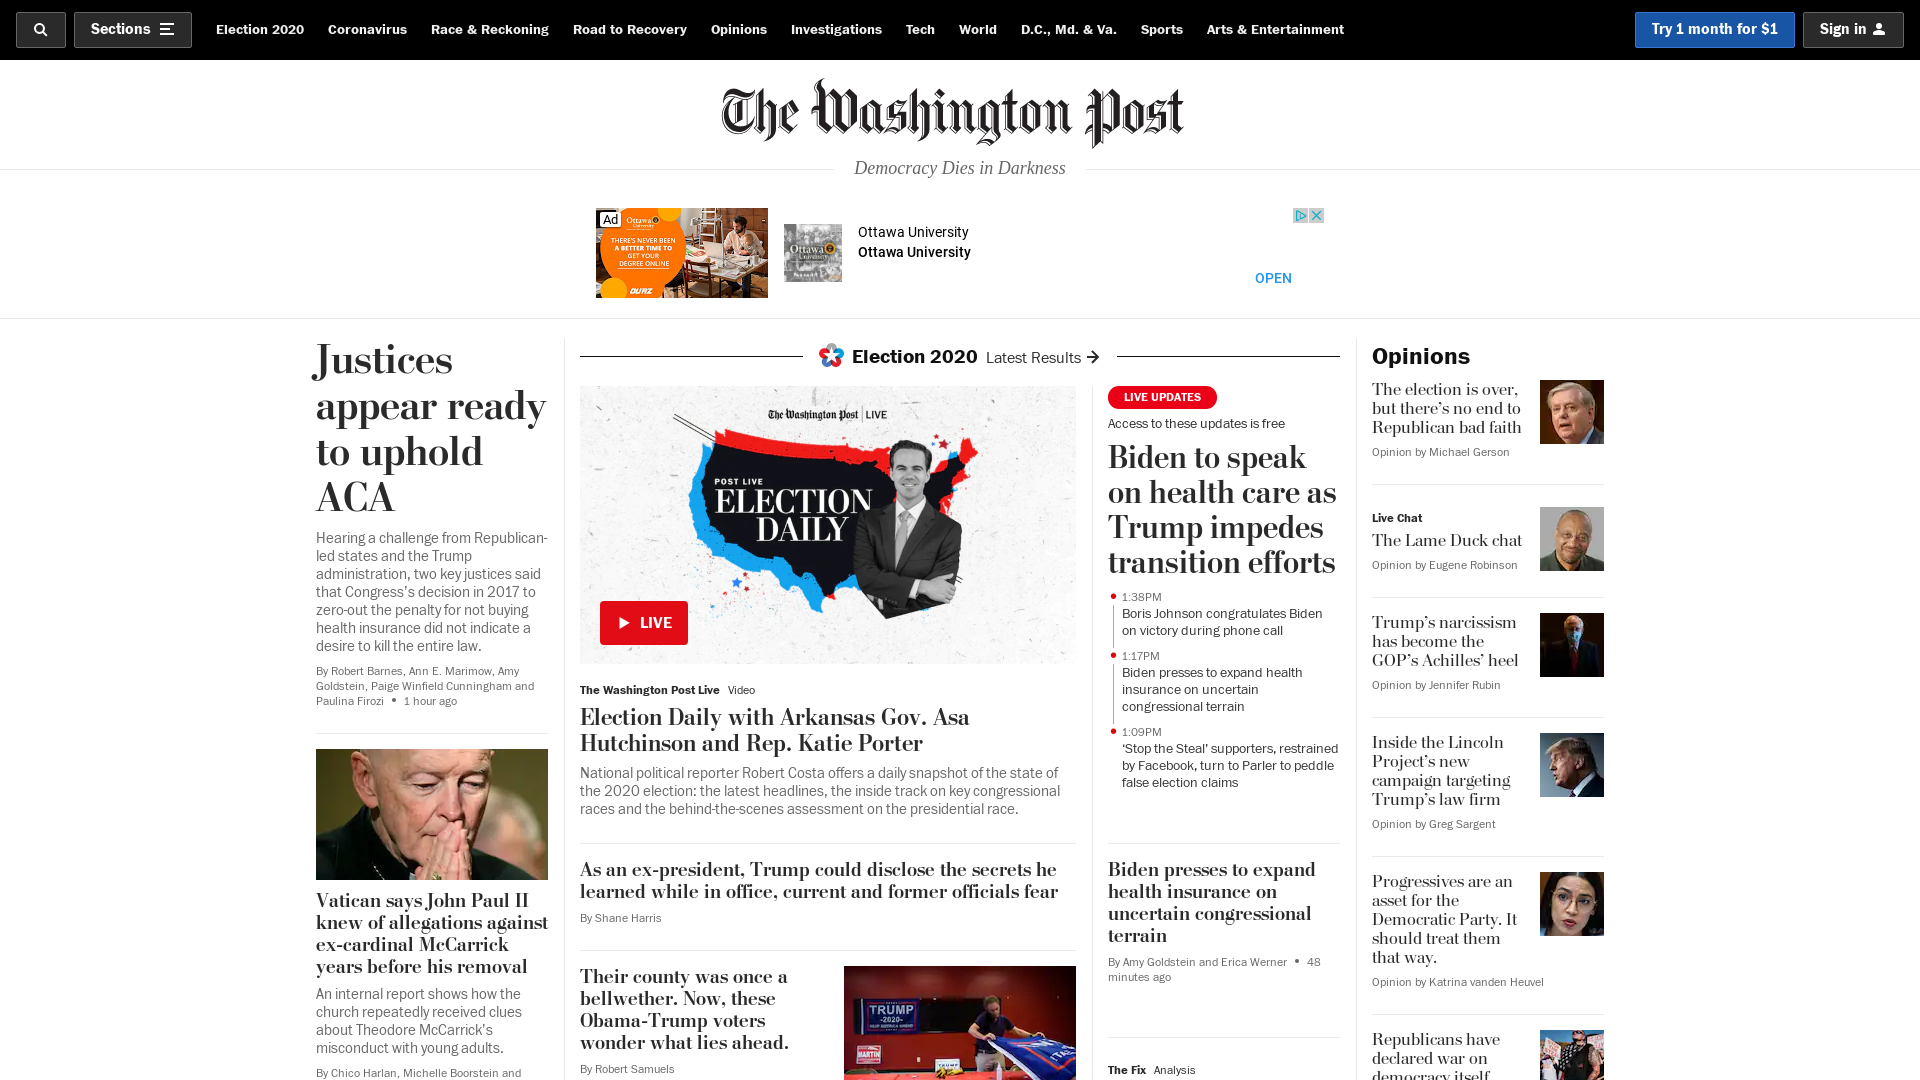 Sections
Election 2020
Coronavirus
Race & Reckoning
Road to Recovery
Opinions
Investigations
Tech
World
D.C., Md. & Va.
Sports
Arts & Entertainment
Try 1 month for $1
Sign in
The Washington Post
Democracy Dies in Darkness
Ad
Ottawa University
THERE'S NEVER BEEN
A BETTER TIME TO
GET YOUR
DEGREE ONLINE
OURZ
Ottawa
University
Ottawa University
Ottawa University
OPEN
Justices
appear ready
to uphold
ACA
Hearing a challenge from Republican-
led states and the Trump
administration, two key justices said
that Congress's decision in 2017 to
zero-out the penalty for not buying
health insurance did not indicate a
desire to kill the entire law.
By Robert Barnes, Ann E. Marimow, Amy
Goldstein, Paige Winfield Cunningham and
Paulina Firozi • 1 hour ago
Vatican says John Paul II
knew of allegations against
ex-cardinal McCarrick
years before his removal
An internal report shows how the
church repeatedly received clues
about Theodore McCarrick's
misconduct with young adults.
By Chico Harlan, Michelle Boorstein and
Election 2020 Latest Results
The Washington Post LIVE
POST LIVE
ELECTION
DAILY
LIVE
The Washington Post Live Video
Election Daily with Arkansas Gov. Asa
Hutchinson and Rep. Katie Porter
National political reporter Robert Costa offers a daily snapshot of the state of
the 2020 election: the latest headlines, the inside track on key congressional
races and the behind-the-scenes assessment on the presidential race.
As an ex-president, Trump could disclose the secrets he
learned while in office, current and former officials fear
By Shane Harris
Their county was once a
bellwether. Now, these
Obama-Trump voters
wonder what lies ahead.
By Robert Samuels
TRUMP
2020
MARTIN
TRUMP
LIVE UPDATES
Access to these updates is free
Biden to speak
on health care as
Trump impedes
transition efforts
1:38PM
Boris Johnson congratulates Biden
on victory during phone call
1:17PM
Biden presses to expand health
insurance on uncertain
congressional terrain
1:09PM
‘Stop the Steal’ supporters, restrained
by Facebook, turn to Parler to peddle
false election claims
Biden presses to expand
health insurance on
uncertain congressional
terrain
By Amy Goldstein and Erica Werner • 48
minutes ago
The Fix Analysis
Opinions
The election is over,
but there’s no end to
Republican bad faith
Opinion by Michael Gerson
Live Chat
The Lame Duck chat
Opinion by Eugene Robinson
Trump’s narcissism
has become the
GOP’s Achilles’ heel
Opinion by Jennifer Rubin
Inside the Lincoln
Project’s new
campaign targeting
Trump’s law firm
Opinion by Greg Sargent
Progressives are an
asset for the
Democratic Party. It
should treat them
that way.
Opinion by Katrina vanden Heuvel
Republicans have
declared war on
democracy itself